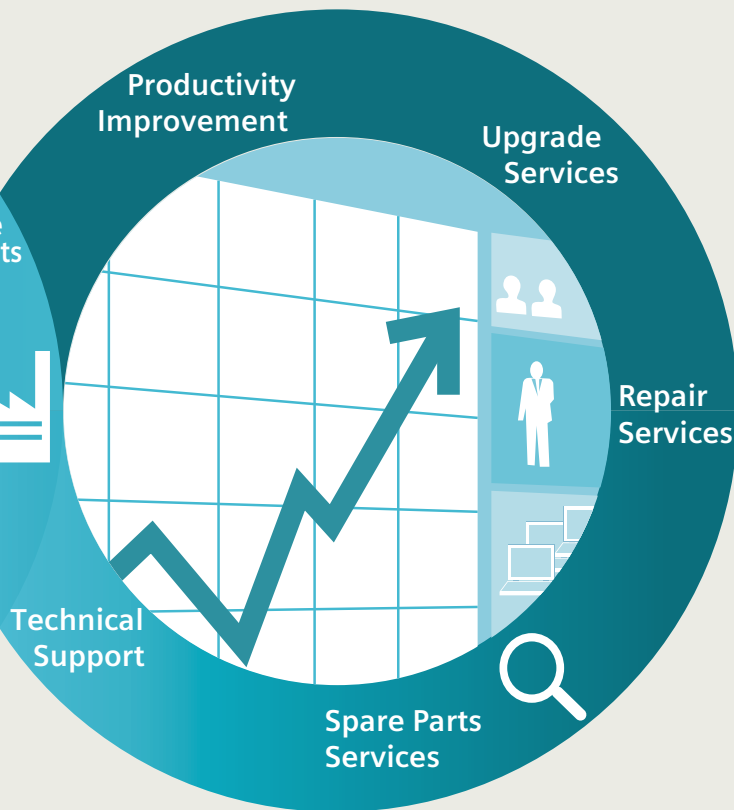 Productivity
Improvement
Upgrade
Services
Repair
Services
Technical
Support
Spare Parts
Services